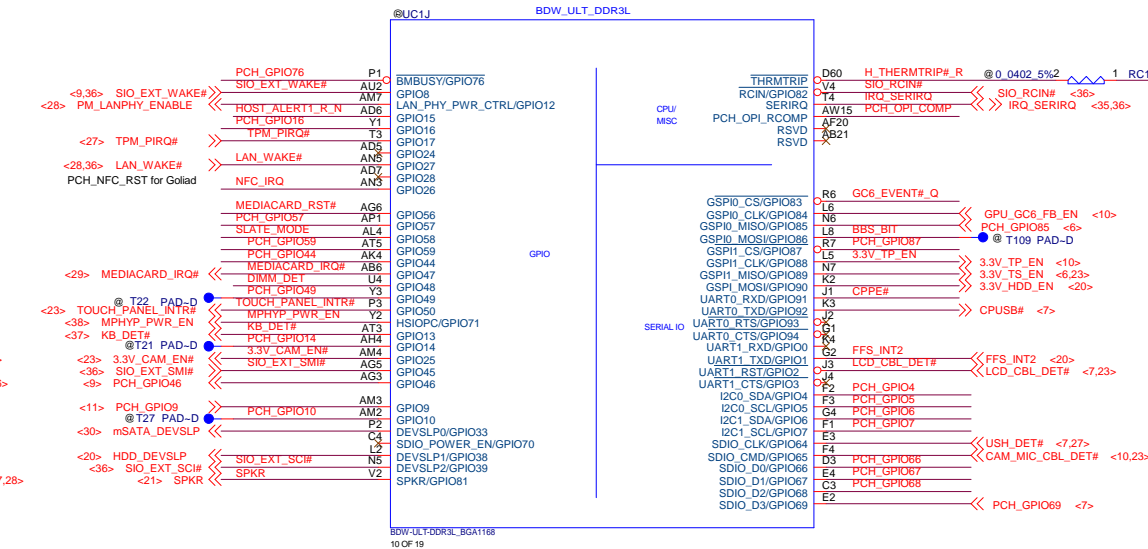 @UC1J
BDW_ULT_DDR3L
PCH_GPIO76 P1 BMBUSY/GPIO76
<9,36> SIO_EXT_WAKE# SIO_EXT_WAKE# AU2 GPIO8
<28> PM_LANPHY_ENABLE AM7 LAN_PHY_PWR_CTRL/GPIO12
HOST_ALERT1_R_N AD6 GPIO15
PCH_GPIO16 Y1 GPIO16
<27> TPM_PIRQ# TPM_PIRQ# T3 GPIO17
AD5 GPIO24
<28,36> LAN_WAKE# LAN_WAKE# AN5 GPIO27
PCH_NFC_RST for Goliad AD7 GPIO28
NFC_IRQ AN3 GPIO26
MEDIACARD_RST# AG6 GPIO56
PCH_GPIO57 AP1 GPIO57
SLATE_MODE AL4 GPIO58
PCH_GPIO59 AT5 GPIO59
PCH_GPIO44 AK4 GPIO44
<29> MEDIACARD_IRQ# MEDIACARD_IRQ# AB6 GPIO47
DIMM_DET U4 GPIO48
@ T22 PAD~D PCH_GPIO49 Y3 GPIO49
<23> TOUCH_PANEL_INTR# TOUCH_PANEL_INTR# P3 GPIO50
<38> MPHYP_PWR_EN MPHYP_PWR_EN Y2 HSIOPC/GPIO71
<37> KB_DET# KB_DET# AT3 GPIO13
@T21 PAD~D PCH_GPIO14 AH4 GPIO14
<23> 3.3V_CAM_EN# 3.3V_CAM_EN# AM4 GPIO25
<36> SIO_EXT_SMI# SIO_EXT_SMI# AG5 GPIO45
<9> PCH_GPIO46 AG3 GPIO46
<11> PCH_GPIO9 AM3 GPIO9
@T27 PAD~D PCH_GPIO10 AM2 GPIO10
<30> mSATA_DEVSLP P2 DEVSLP0/GPIO33
C4 SDIO_POWER_EN/GPIO70
<20> HDD_DEVSLP L2 DEVSLP1/GPIO38
<36> SIO_EXT_SCI# SIO_EXT_SCI# N5 DEVSLP2/GPIO39
7,28> <21> SPKR SPKR V2 SPKR/GPIO81
CPU/
MISC
GPIO
SERIAL IO
THRMTRIP D60 H_THERMTRIP#_R @ 0_0402_5% 2 1 RC1
RCIN/GPIO82 V4 SIO_RCIN# SIO_RCIN# <36>
SERIRQ T4 IRQ_SERIRQ IRQ_SERIRQ <35,36>
PCH_OPI_RCOMP AW15 PCH_OPI_COMP
RSVD AF20
RSVD AB21
GSPI0_CS/GPIO83 R6 GC6_EVENT#_Q
GSPI0_CLK/GPIO84 L6 GPU_GC6_FB_EN <10>
GSPI0_MISO/GPIO85 N6 PCH_GPIO85 <6>
GSPI0_MOSI/GPIO86 L8 BBS_BIT @ T109 PAD~D
GSPI1_CS/GPIO87 R7 PCH_GPIO87
GSPI1_CLK/GPIO88 L5 3.3V_TP_EN 3.3V_TP_EN <10>
GSPI1_MISO/GPIO89 N7 3.3V_TS_EN <6,23>
GSPI_MOSI/GPIO90 K2 3.3V_HDD_EN <20>
UART0_RXD/GPIO91 J1 CPPE#
UART0_TXD/GPIO92 K3 CPUSB# <7>
UART0_RTS/GPIO93 J2
UART0_CTS/GPIO94 G1
UART1_RXD/GPIO0 K4
UART1_TXD/GPIO1 G2 FFS_INT2 FFS_INT2 <20>
UART1_RST/GPIO2 J3 LCD_CBL_DET# LCD_CBL_DET# <7,23>
UART1_CTS/GPIO3 J4
I2C0_SDA/GPIO4 F2 PCH_GPIO4
I2C0_SCL/GPIO5 F3 PCH_GPIO5
I2C1_SDA/GPIO6 G4 PCH_GPIO6
I2C1_SCL/GPIO7 F1 PCH_GPIO7
SDIO_CLK/GPIO64 E3 USH_DET# <7,27>
SDIO_CMD/GPIO65 F4 CAM_MIC_CBL_DET# <10,23>
SDIO_D0/GPIO66 D3 PCH_GPIO66
SDIO_D1/GPIO67 E4 PCH_GPIO67
SDIO_D2/GPIO68 C3 PCH_GPIO68
SDIO_D3/GPIO69 E2 PCH_GPIO69 <7>
BDW-ULT-DDR3L_BGA1168
10 OF 19